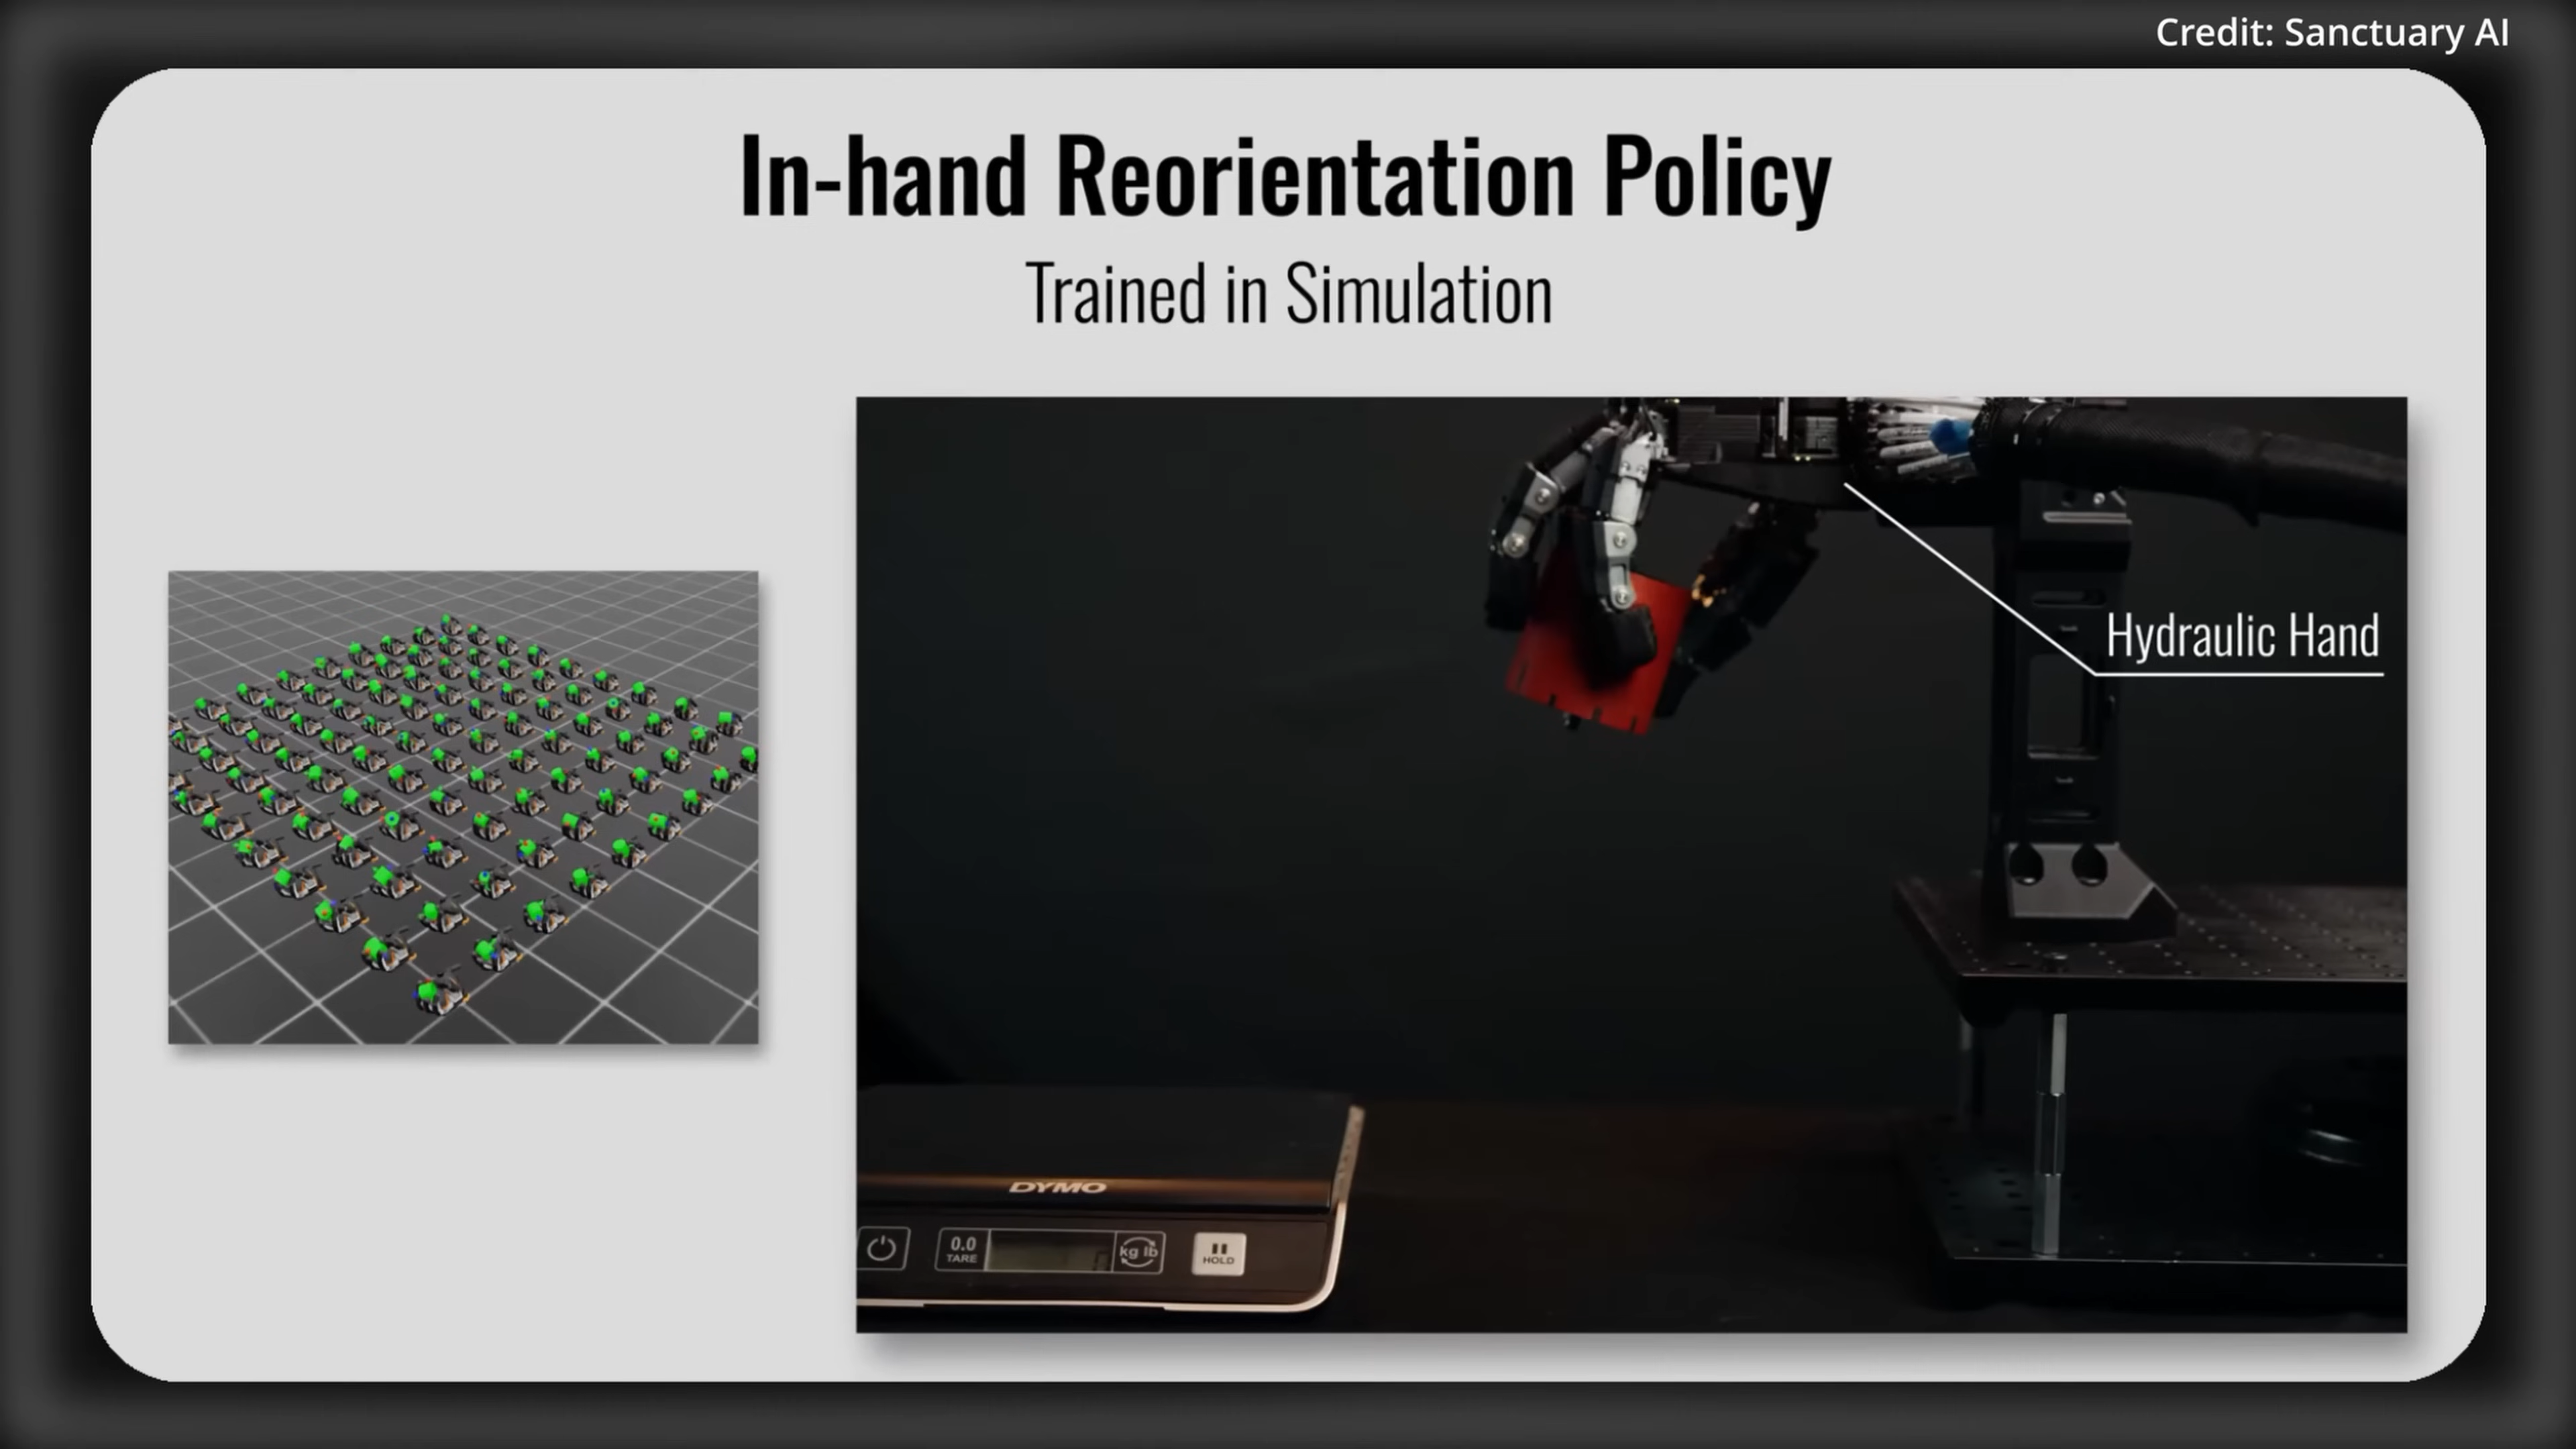 Credit: Sanctuary AI
In-hand Reorientation Policy
Trained in Simulation
Hydraulic Hand
DYMO
0.0
TARE
kg lb
HOLD